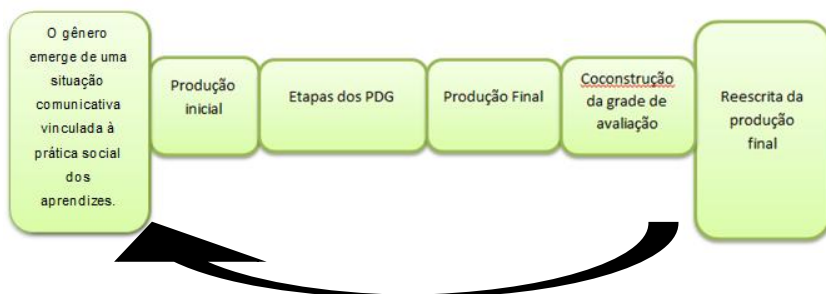 O gênero
emerge de uma
situação
comunicativa
vinculada à
prática social
dos
aprendizes.
Produção
inicial
Etapas dos PDG
Produção Final
Coconstrução
da grade de
avaliação
Reescrita da
produção
final